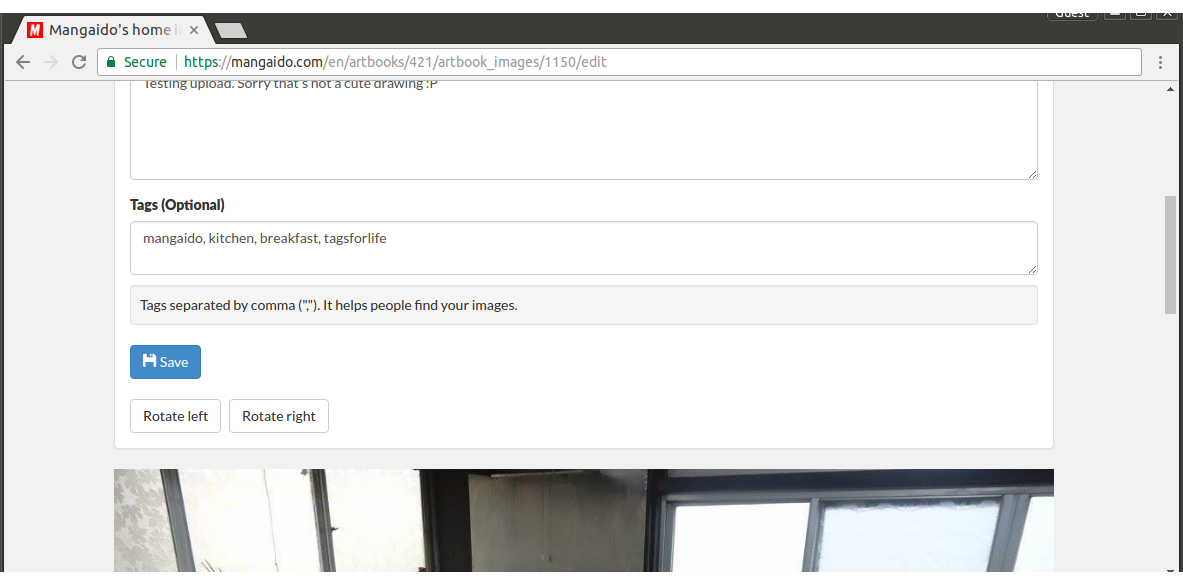 Guest
Mangaido's home i
Secure https://mangaido.com/en/artbooks/421/artbook_images/1150/edit
Testing upload. Sorry that's not a cute drawing :P
Tags (Optional)
mangaido, kitchen, breakfast, tagsforlife
Tags separated by comma (","). It helps people find your images.
Save
Rotate left Rotate right